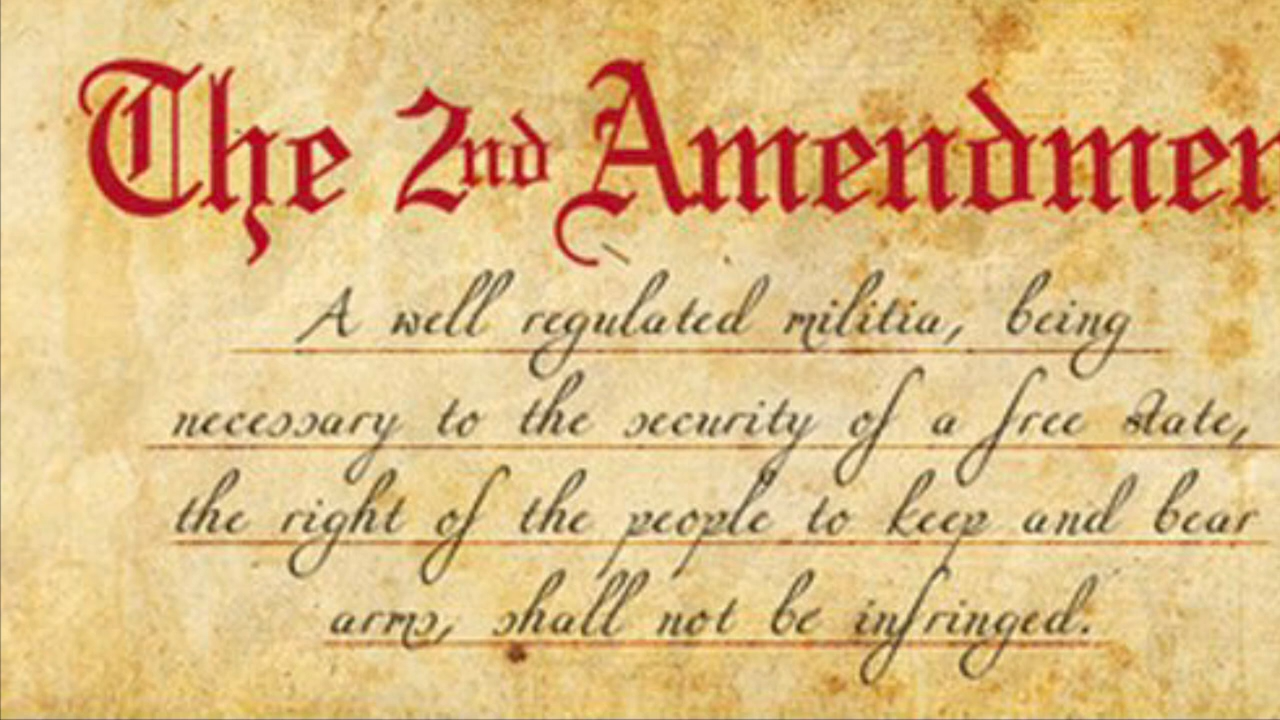 The 2nd Amendmen
A well regulated militia, being
necessary to the security of a free state,
the right of the people to keep and bear
arms, shall not be infringed.